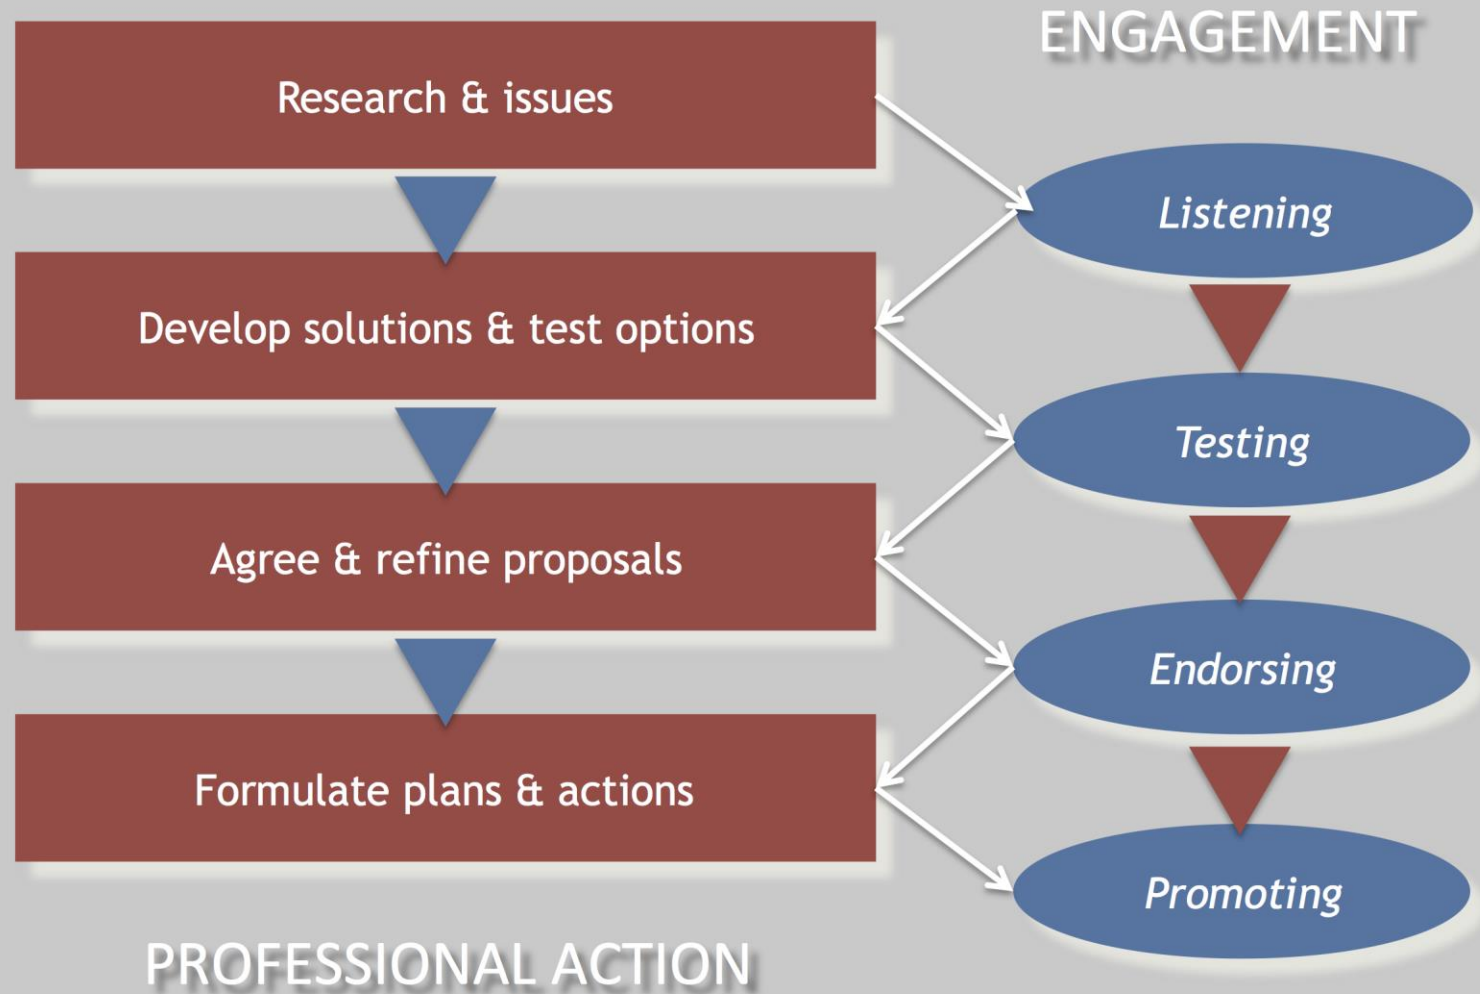 ENGAGEMENT
Research & issues
Listening
Develop solutions & test options
Testing
Agree & refine proposals
Endorsing
Formulate plans & actions
Promoting
PROFESSIONAL ACTION